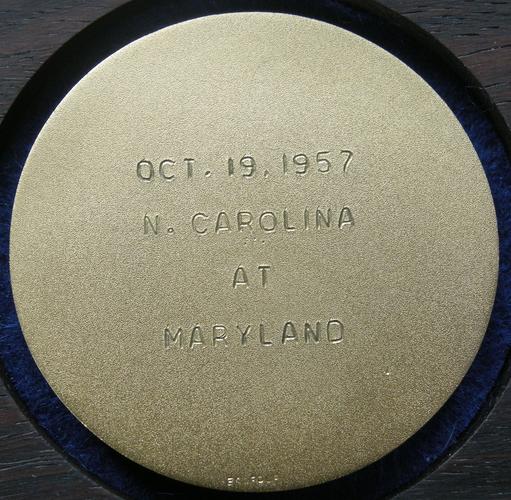 OCT. 19, 1957
N. CAROLINA
AT
MARYLAND